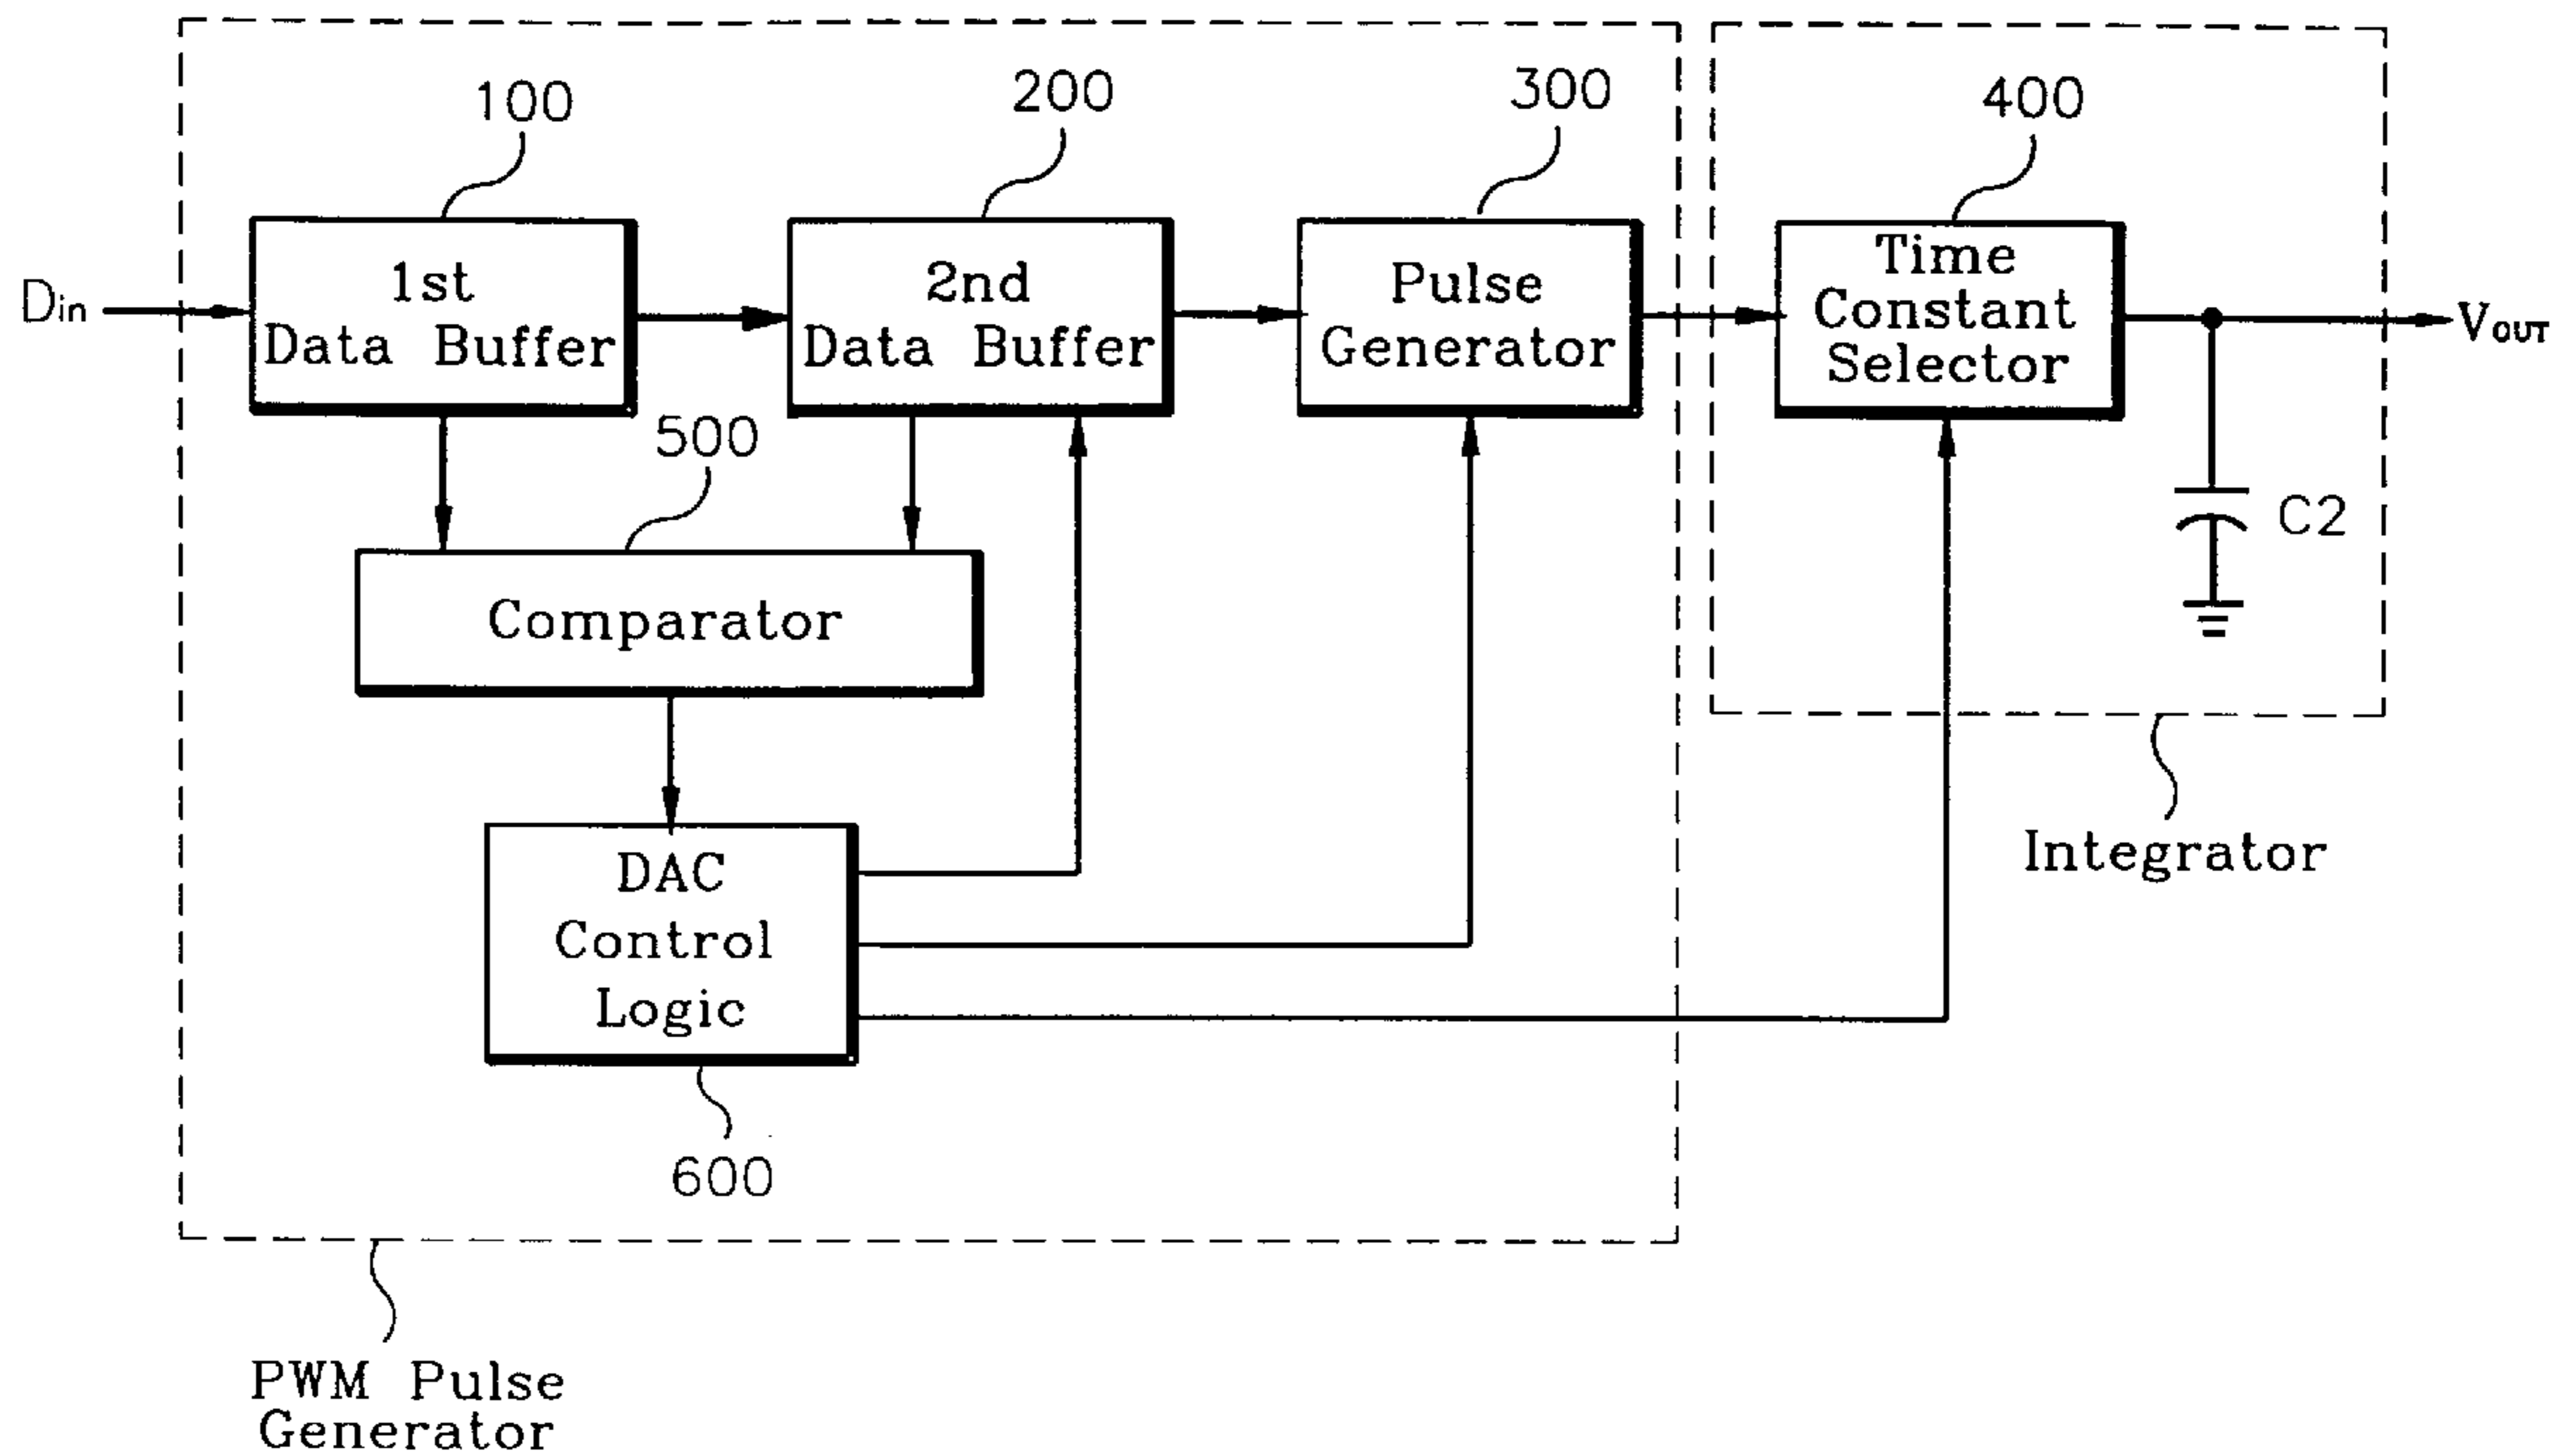 100
200
300
400
Din
1st
Data Buffer
2nd
Data Buffer
Pulse
Generator
Time
Constant
Selector
VOUT
500
C2
Comparator
Integrator
DAC
Control
Logic
600
PWM Pulse
Generator